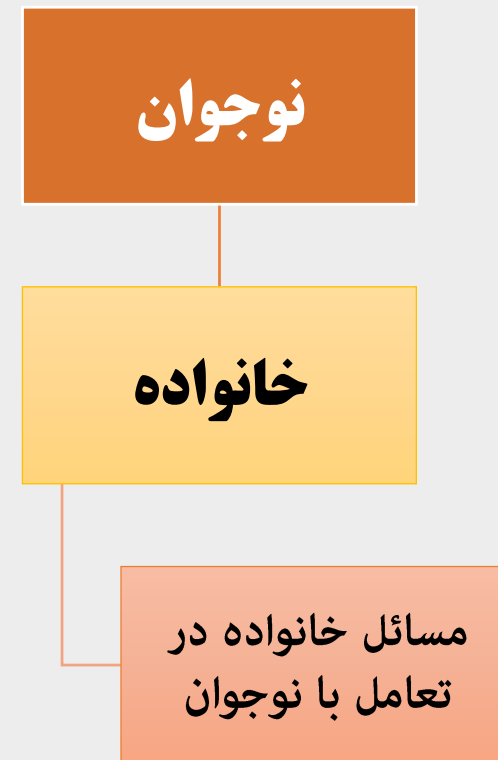 نوجوان
خانواده
مسائل خانواده در
تعامل با نوجوان